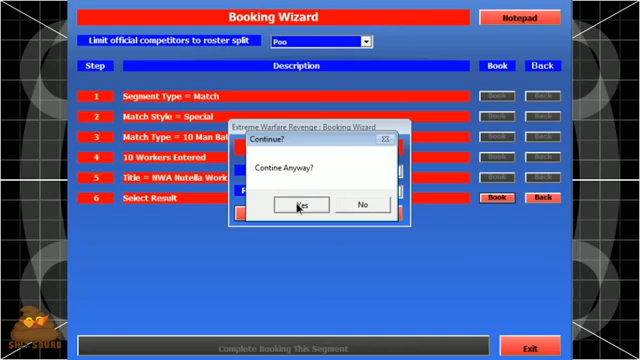 Booking Wizard
Notepad
Limit official competitors to roster split
Poo
Step
Description
Book
Back
1
Segment Type = Match
Book
Back
2
Match Style = Special
Book
Back
3
Match Type = 10 Man Bat
Book
Back
4
10 Workers Entered
Book
Back
5
Title = NWA Nutella Work
Book
Back
6
Select Result
Book
Back
Extreme Warfare Revenge : Booking Wizard
Continue?
Contine Anyway?
Yes
No
SHIT SQUAD
Complete Booking This Segment
Exit